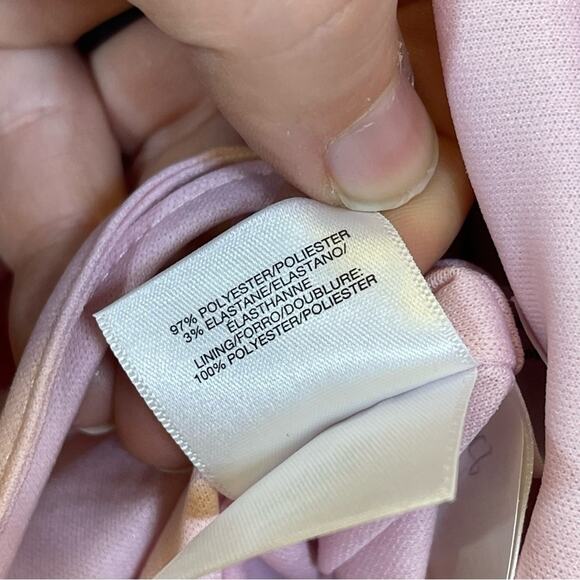 97% POLYESTER/POLIESTER
3% ELASTANE/ELASTANO/
ÉLASTHANNE
LINING/FORRO/DOUBLURE:
100% POLYESTER/POLIESTER